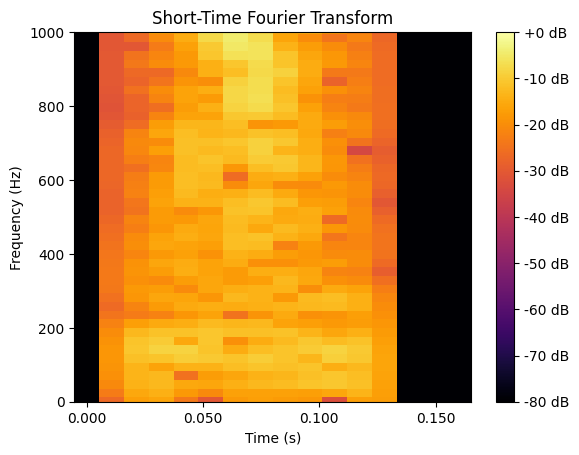 Short-Time Fourier Transform
1000
800
600
400
200
0
Frequency (Hz)
0.000
0.050
0.100
0.150
Time (s)
+0 dB
-10 dB
-20 dB
-30 dB
-40 dB
-50 dB
-60 dB
-70 dB
-80 dB